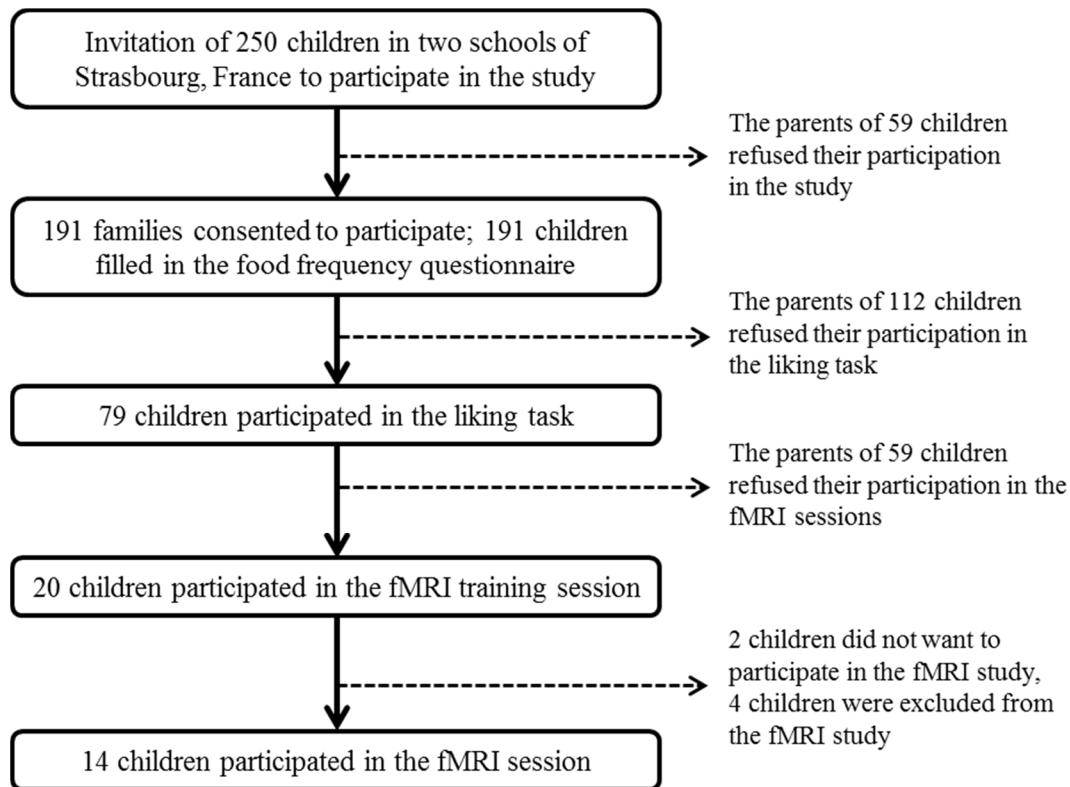 Invitation of 250 children in two schools of
Strasbourg, France to participate in the study
The parents of 59 children
refused their participation
in the study
191 families consented to participate; 191 children
filled in the food frequency questionnaire
The parents of 112 children
refused their participation in
the liking task
79 children participated in the liking task
The parents of 59 children
refused their participation in the
fMRI sessions
20 children participated in the fMRI training session
2 children did not want to
participate in the fMRI study,
4 children were excluded from
the fMRI study
14 children participated in the fMRI session